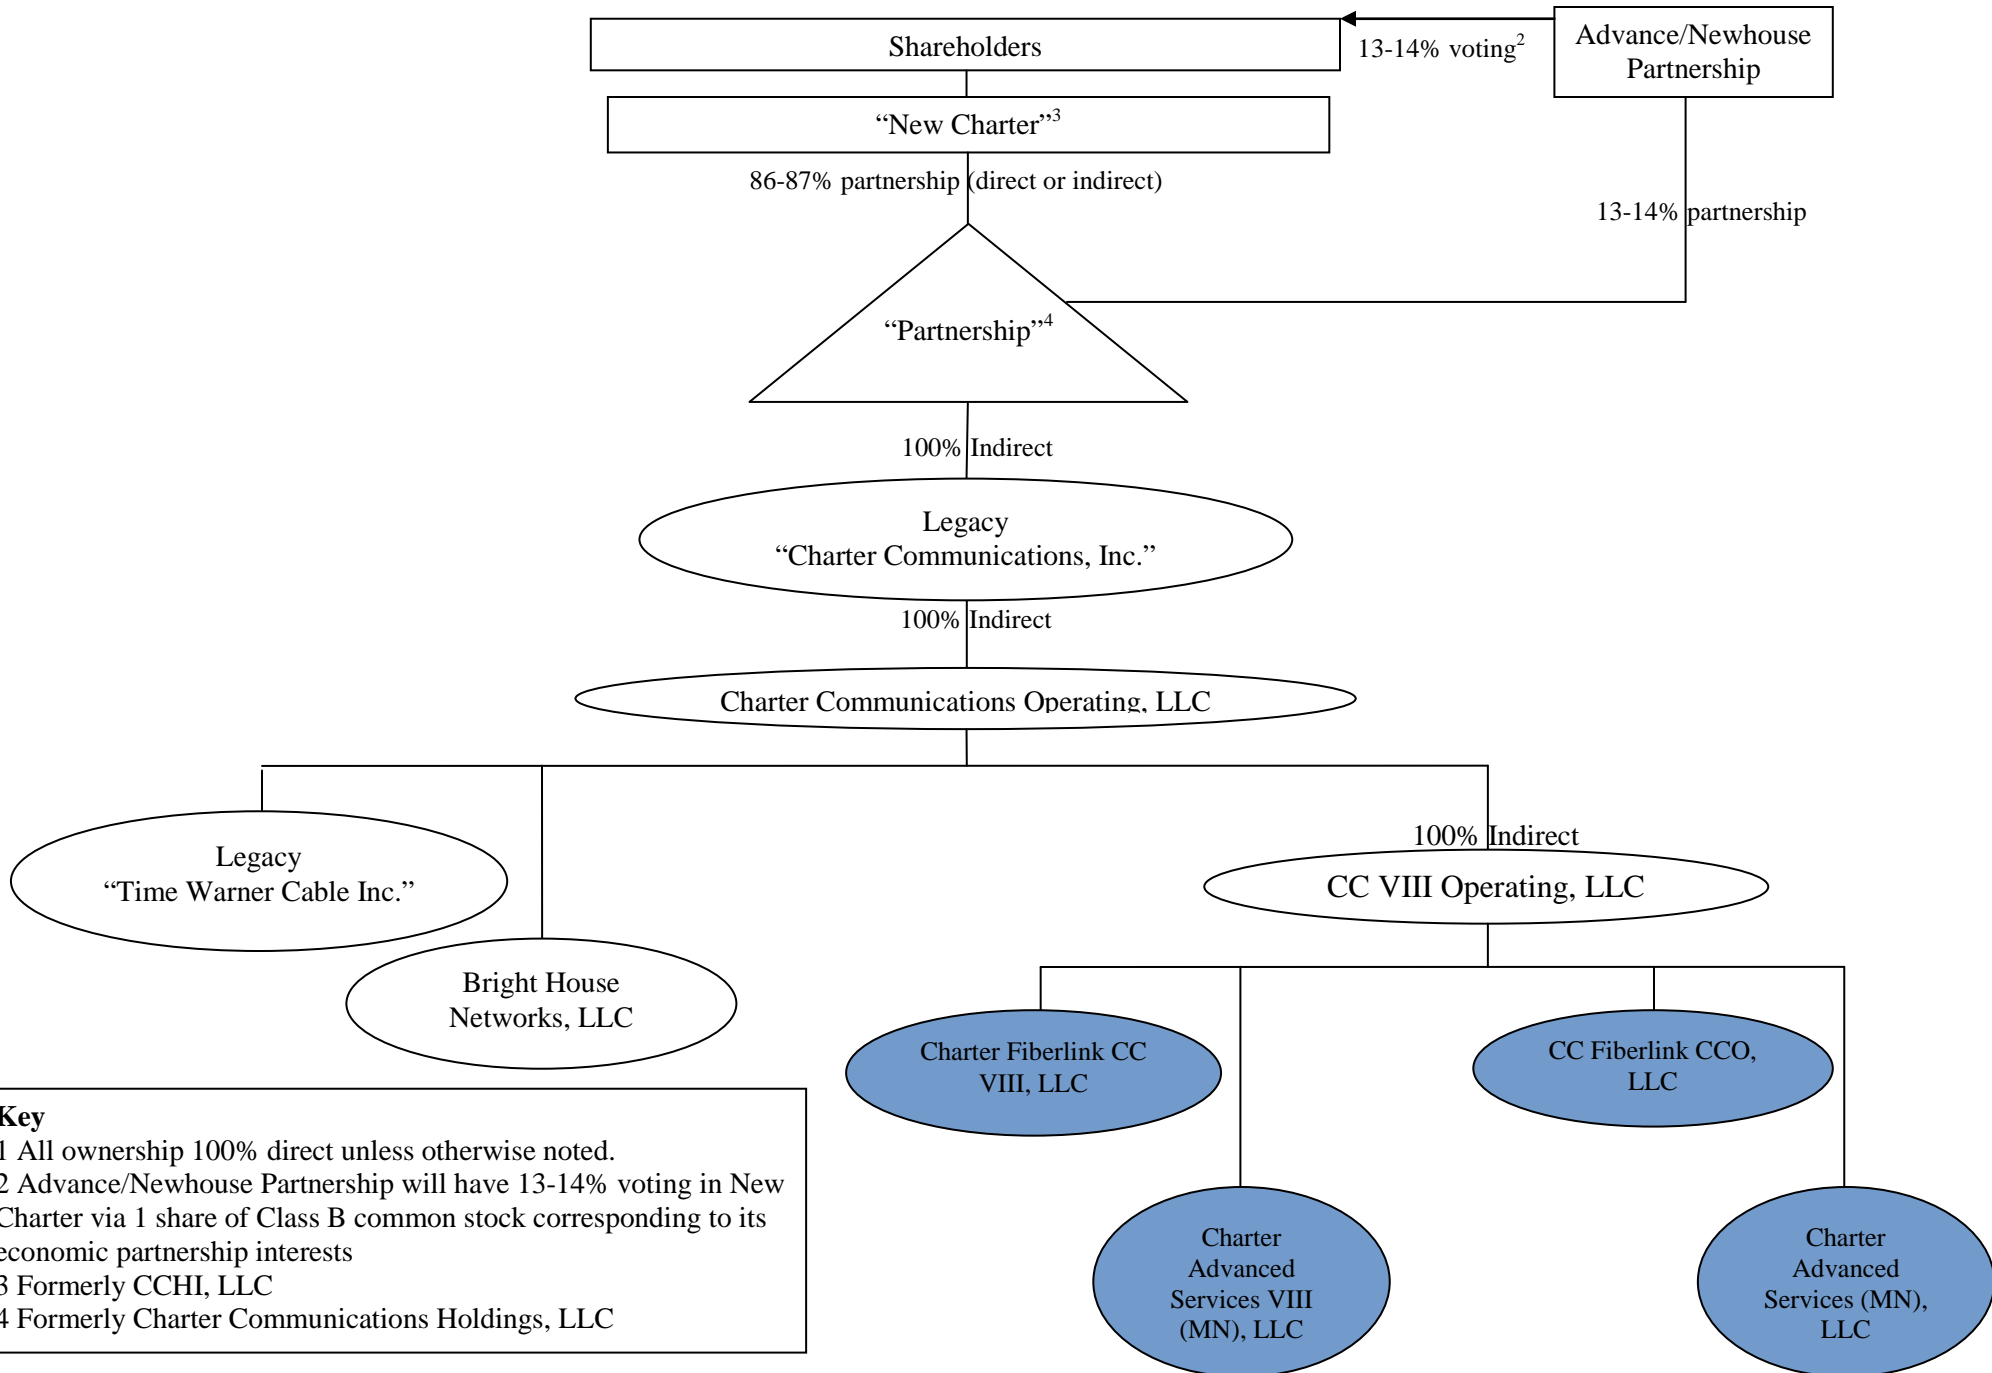 Shareholders
13-14% voting2
Advance/Newhouse
Partnership
“New Charter”3
86-87% partnership (direct or indirect)
13-14% partnership
“Partnership”4
100% Indirect
Legacy
“Charter Communications, Inc.”
100% Indirect
Charter Communications Operating, LLC
100% Indirect
Legacy
“Time Warner Cable Inc.”
CC VIII Operating, LLC
Bright House
Networks, LLC
Charter Fiberlink CC
VIII, LLC
CC Fiberlink CCO,
LLC
Charter
Advanced
Services VIII
(MN), LLC
Charter
Advanced
Services (MN),
LLC
Key
1 All ownership 100% direct unless otherwise noted.
2 Advance/Newhouse Partnership will have 13-14% voting in New
Charter via 1 share of Class B common stock corresponding to its
economic partnership interests
3 Formerly CCHI, LLC
4 Formerly Charter Communications Holdings, LLC